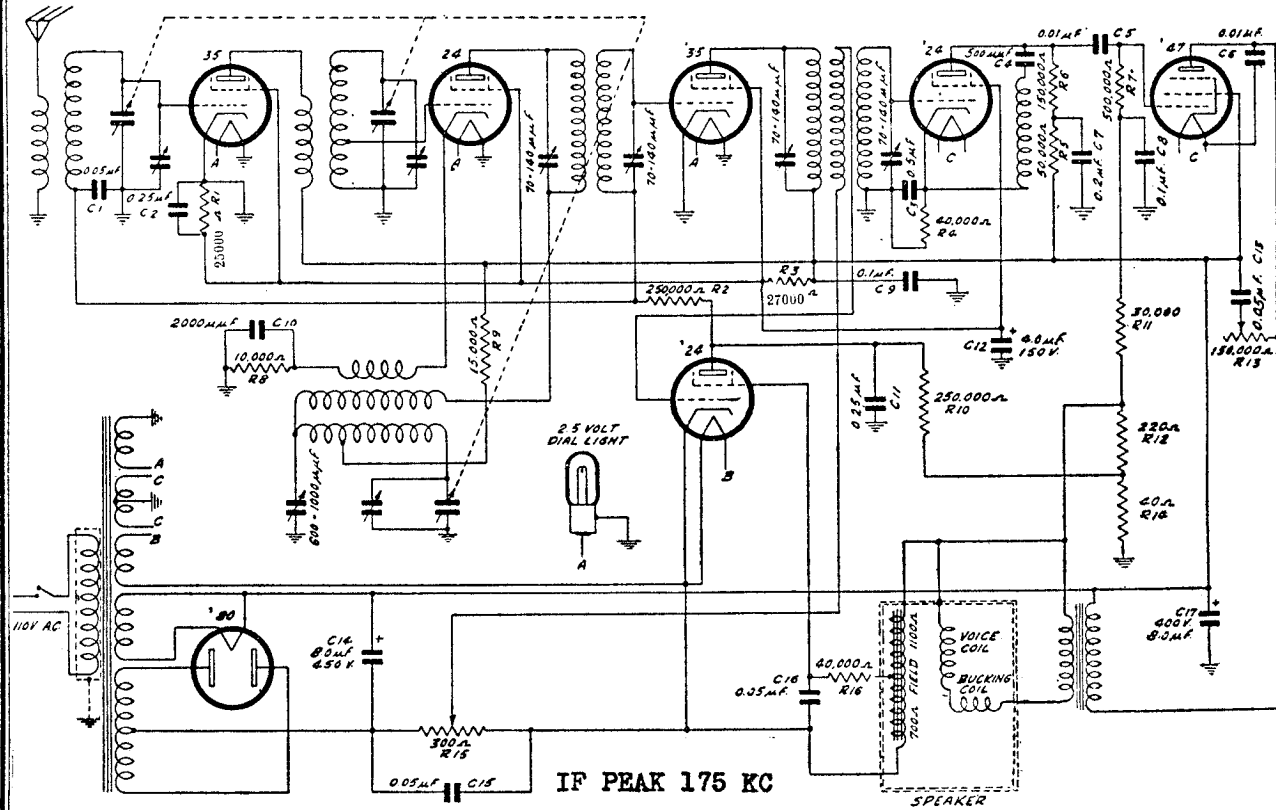 35
24
'35
'24
'47
0.01µF. C5
0.01µF.
C6
500µµF
C4
150,000Ω
R6
50,000Ω
R5
500,000Ω
R7
0.2µF. C7
0.1µF. C8
70-140µµF
70-140µµF
70-140µµF
70-140µµF
A
A
A
C
C
0.05µF
C1
0.25µF
C2
25000 Ω R1
0.5µF
C3
40,000Ω
R4
R3
27000 Ω
0.1µF.
C9
250,000Ω R2
2000µµF C10
10,000Ω
R8
15,000Ω
R9
'24
B
C12
4.0µF
150V.
30,000
R11
0.05µF. C13
150,000Ω
R13
0.25µF
C11
250,000Ω
R10
220Ω
R12
40Ω
R14
2.5 VOLT
DIAL LIGHT
A
600-1000µµF
A
C
C
B
110V AC
'80
C14
8.0µF
450 V.
300Ω
R15
0.05µF C15
C16
0.05µF.
40,000Ω
R16
700Ω FIELD 1100Ω
VOICE
COIL
BUCKING
COIL
C17
400V.
8.0µF.
IF PEAK 175 KC
SPEAKER